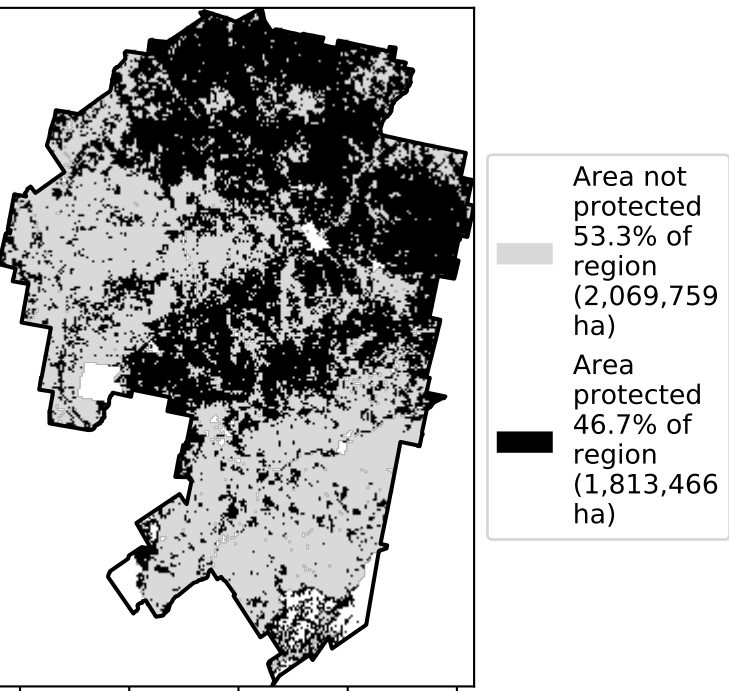 Area not
protected
53.3% of
region
(2,069,759
ha)
Area
protected
46.7% of
region
(1,813,466
ha)